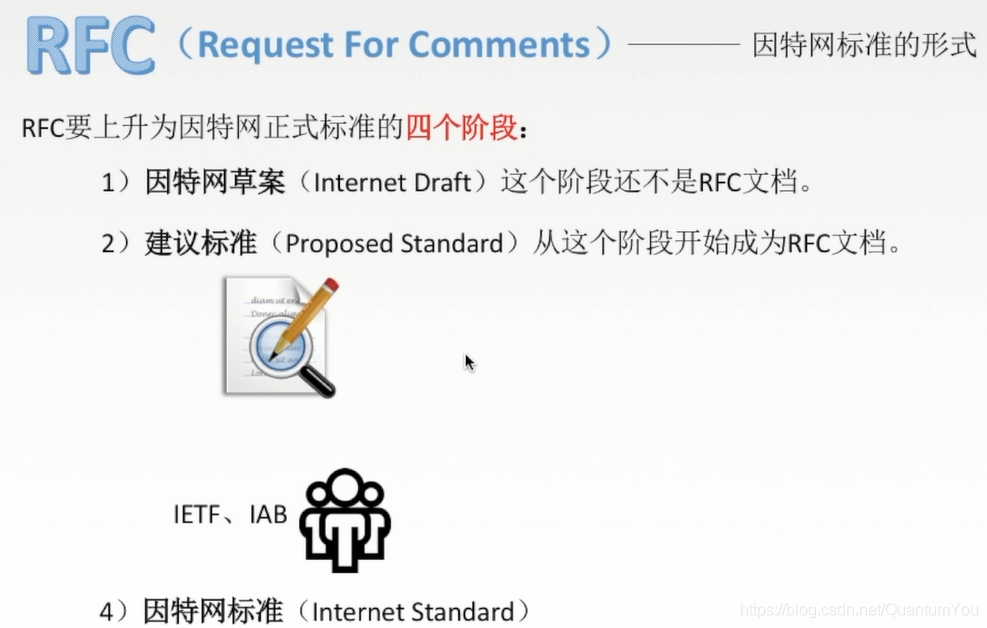 RFC（Request For Comments）————因特网标准的形式
RFC要上升为因特网正式标准的四个阶段：
1）因特网草案（Internet Draft）这个阶段还不是RFC文档。
2）建议标准（Proposed Standard）从这个阶段开始成为RFC文档。
diam ut
Donec
sit
IETF、IAB
4）因特网标准（Internet Standard）
https://blog.csdn.net/QuantumYou